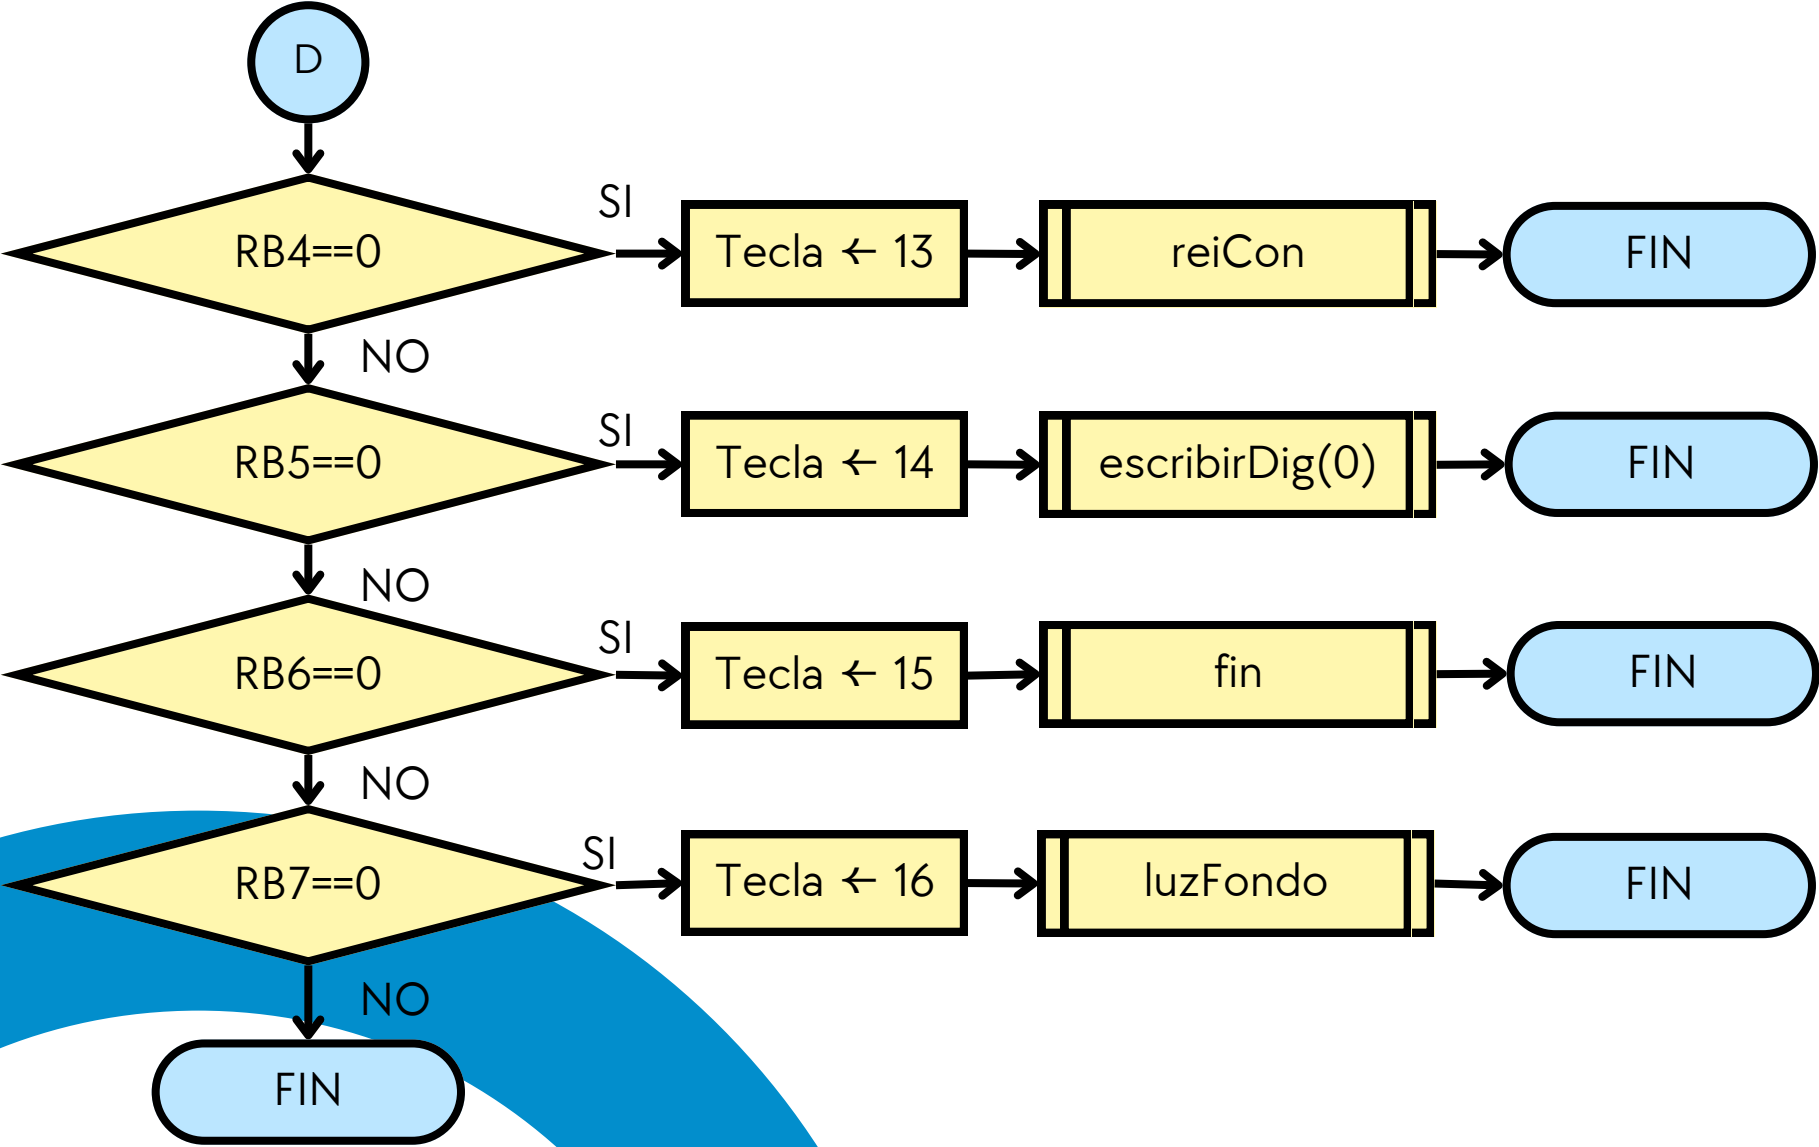 D
RB4==0
SI
Tecla ← 13
reiCon
FIN
NO
RB5==0
SI
Tecla ← 14
escribirDig(0)
FIN
NO
RB6==0
SI
Tecla ← 15
fin
FIN
NO
RB7==0
SI
Tecla ← 16
luzFondo
FIN
NO
FIN